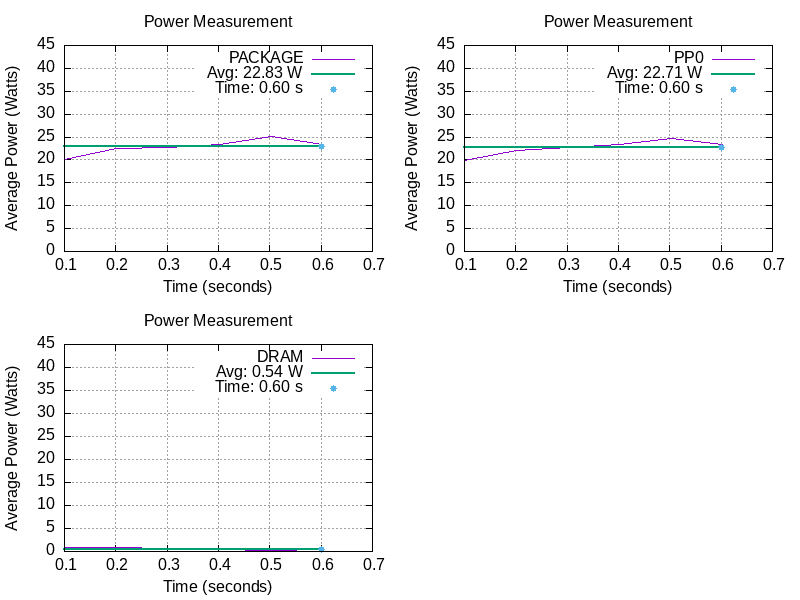 Power Measurement
45
40
35
30
25
20
15
10
5
0
Average Power (Watts)
PACKAGE
Avg: 22.83 W
Time: 0.60 s
0.1 0.2 0.3 0.4 0.5 0.6 0.7
Time (seconds)
Power Measurement
45
40
35
30
25
20
15
10
5
0
Average Power (Watts)
PP0
Avg: 22.71 W
Time: 0.60 s
0.1 0.2 0.3 0.4 0.5 0.6 0.7
Time (seconds)
Power Measurement
45
40
35
30
25
20
15
10
5
0
Average Power (Watts)
DRAM
Avg: 0.54 W
Time: 0.60 s
0.1 0.2 0.3 0.4 0.5 0.6 0.7
Time (seconds)